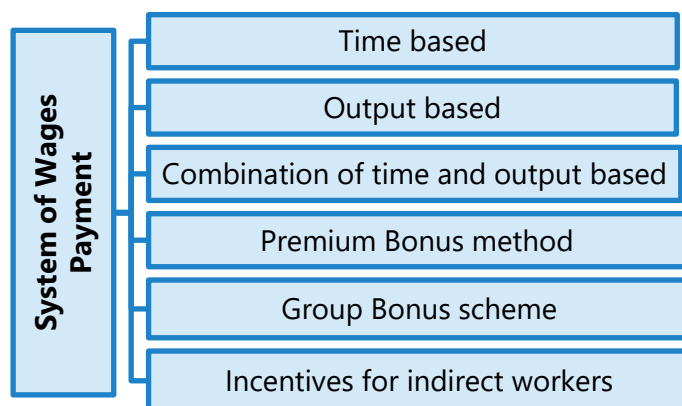 System of Wages
Payment
Time based
Output based
Combination of time and output based
Premium Bonus method
Group Bonus scheme
Incentives for indirect workers